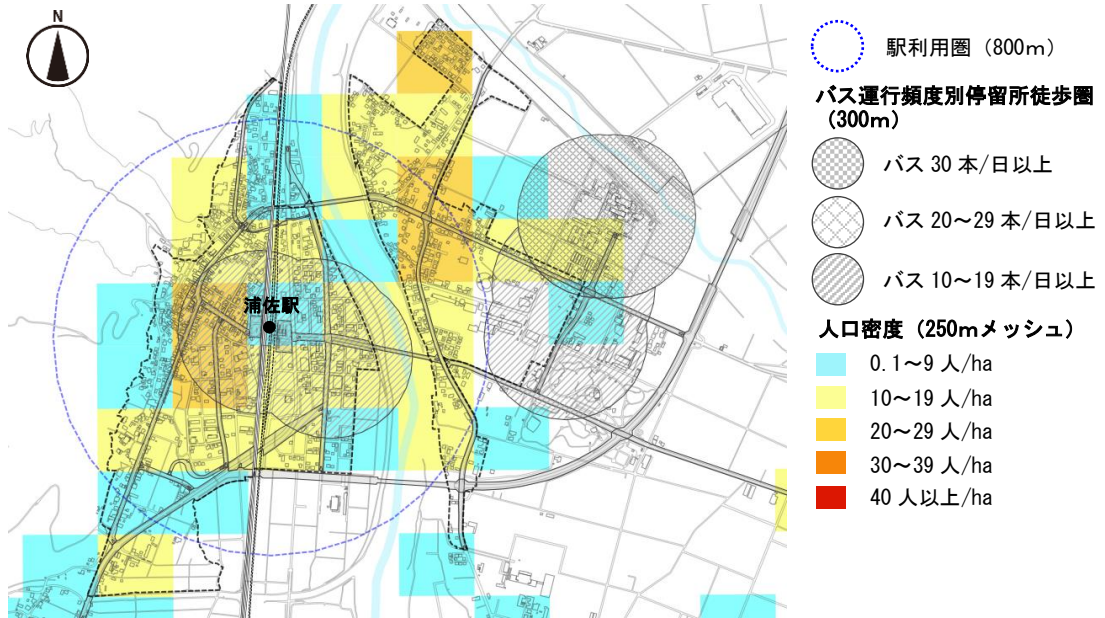 N
浦佐駅
駅利用圏（800ｍ）
バス運行頻度別停留所徒歩圏
（300ｍ）
バス 30 本/日以上
バス 20～29 本/日以上
バス 10～19 本/日以上
人口密度（250ｍメッシュ）
0.1～9 人/ha
10～19 人/ha
20～29 人/ha
30～39 人/ha
40 人以上/ha